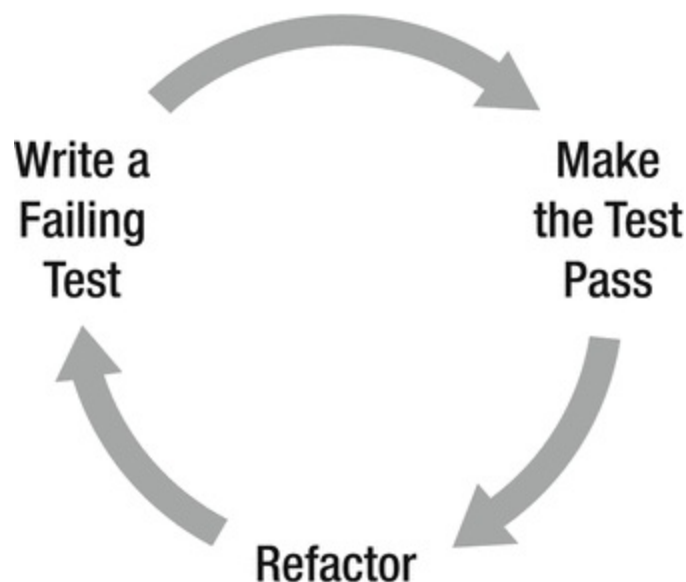 Write a
Failing
Test
Make
the Test
Pass
Refactor